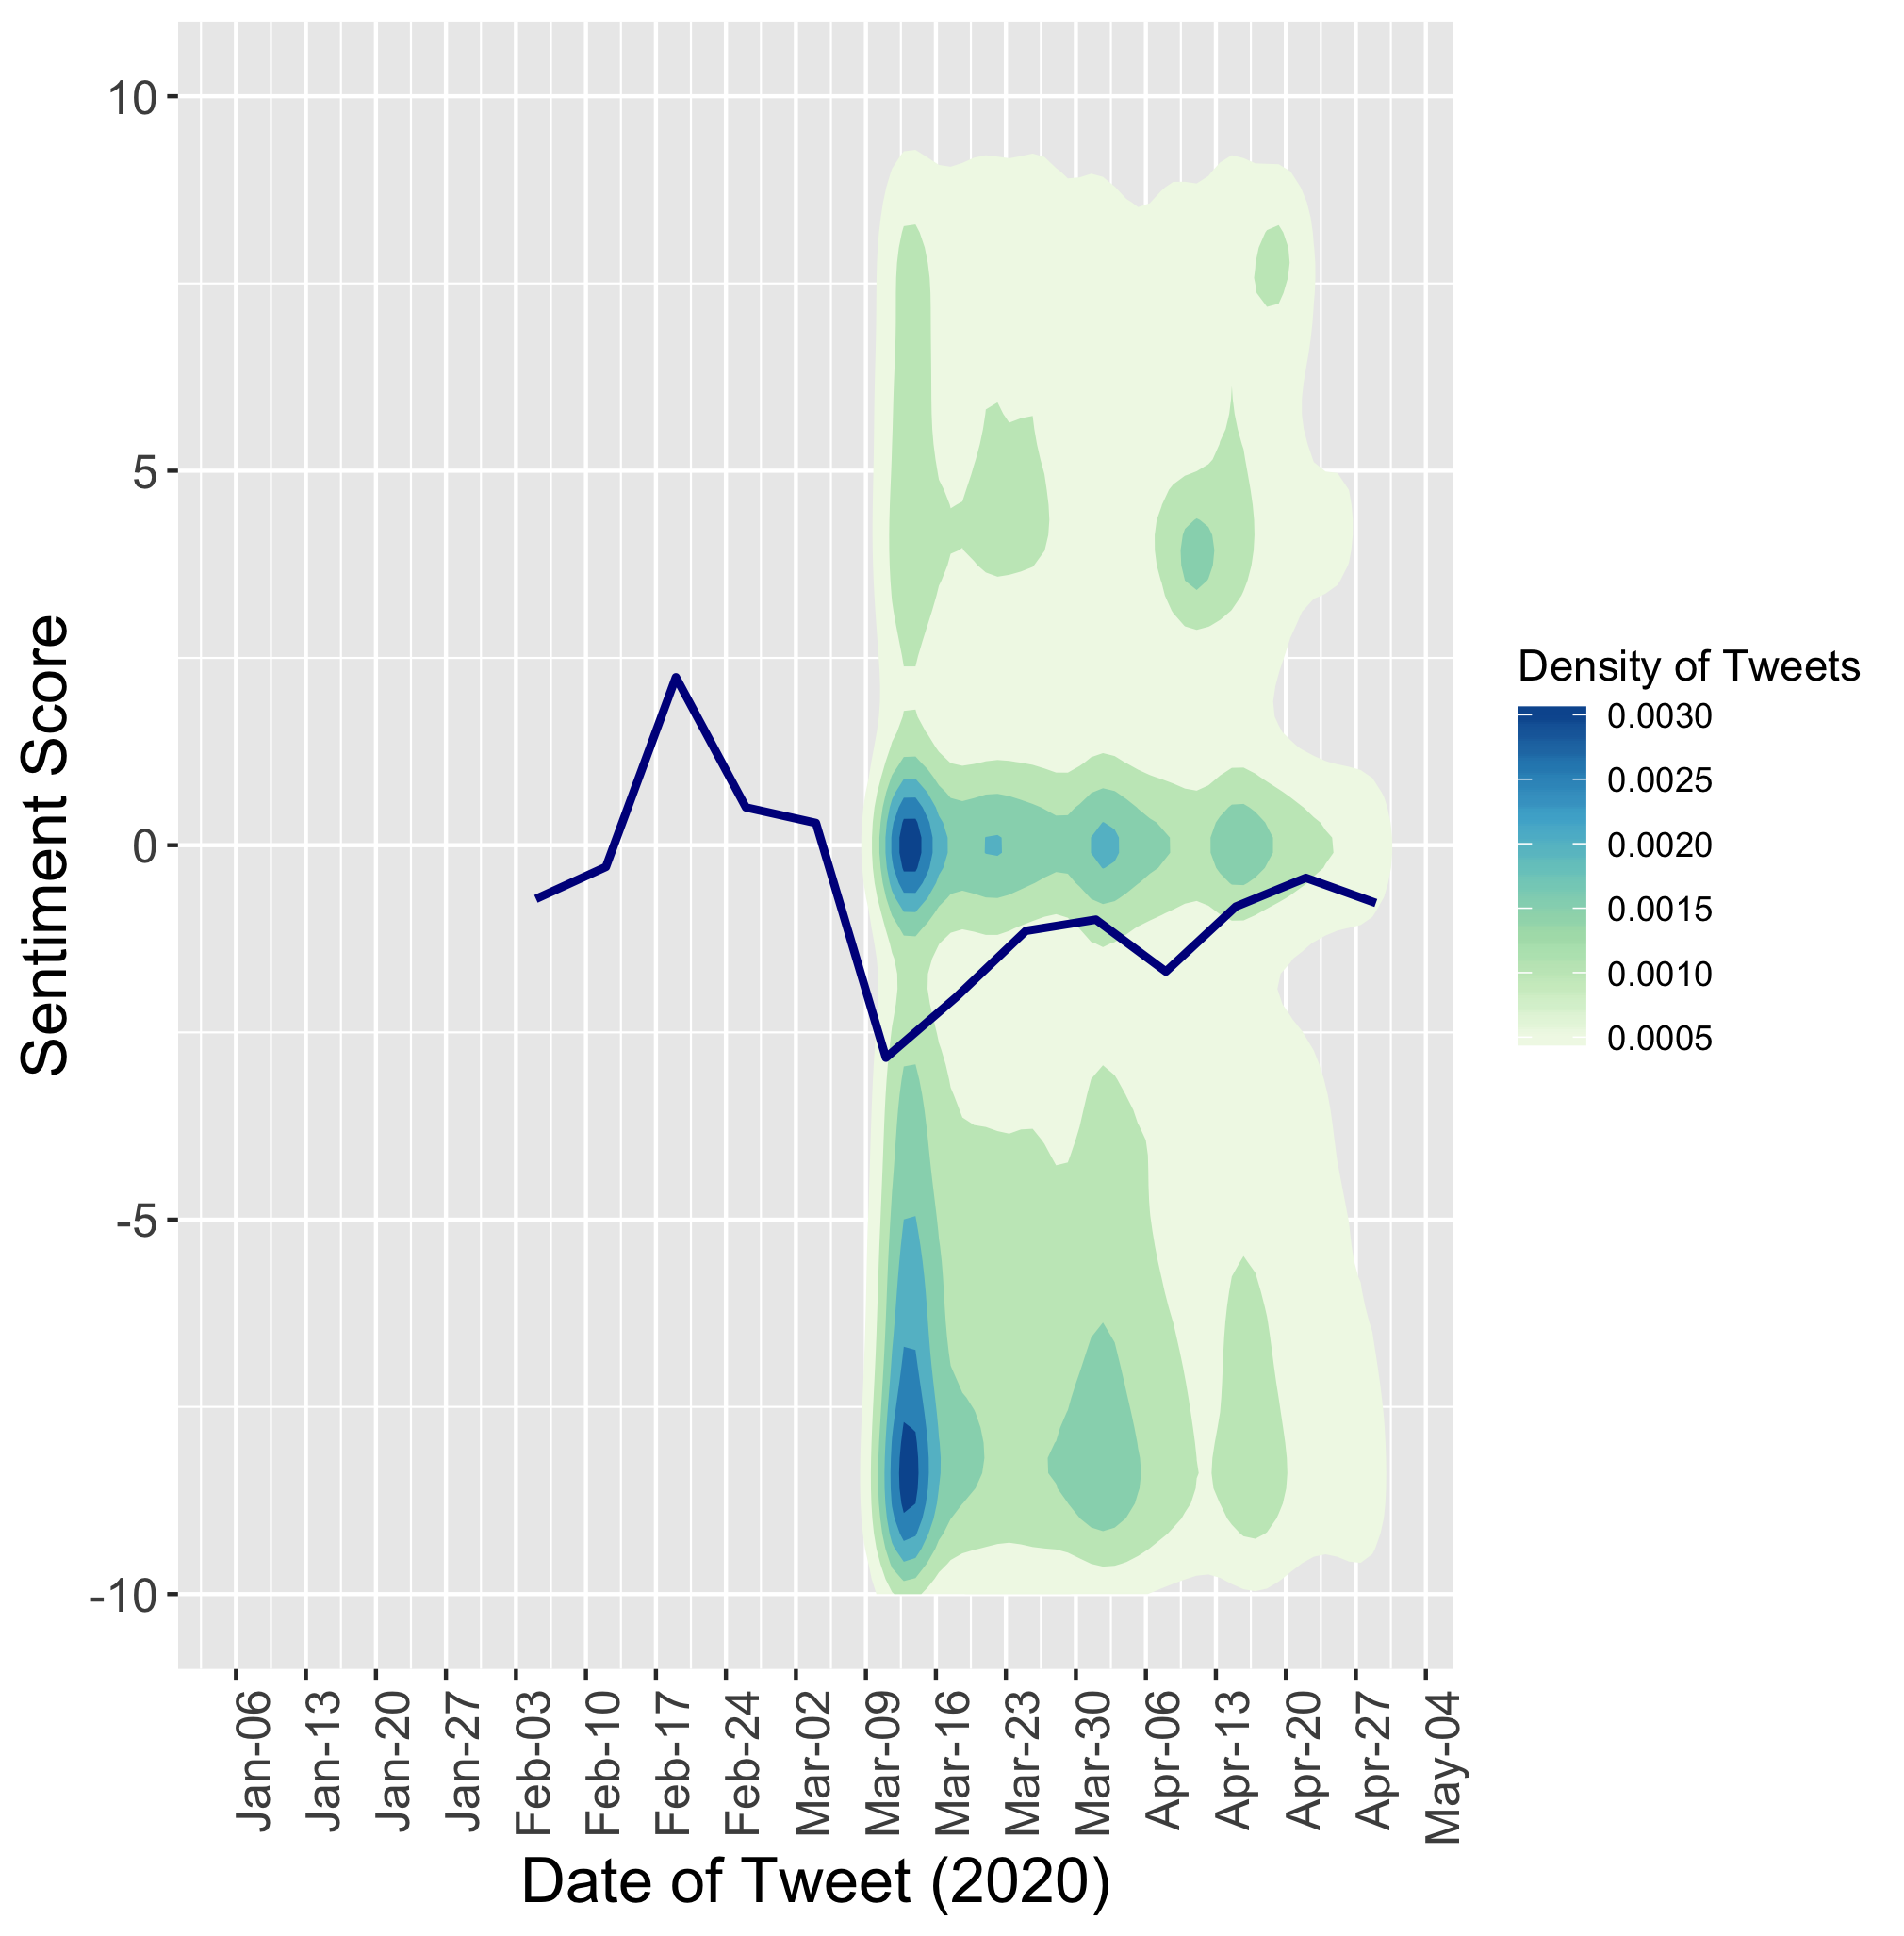 Sentiment Score
10
5
0
-5
-10
Jan-06
Jan-13
Jan-20
Jan-27
Feb-03
Feb-10
Feb-17
Feb-24
Mar-02
Mar-09
Mar-16
Mar-23
Mar-30
Apr-06
Apr-13
Apr-20
Apr-27
May-04
Date of Tweet (2020)
Density of Tweets
0.0030
0.0025
0.0020
0.0015
0.0010
0.0005